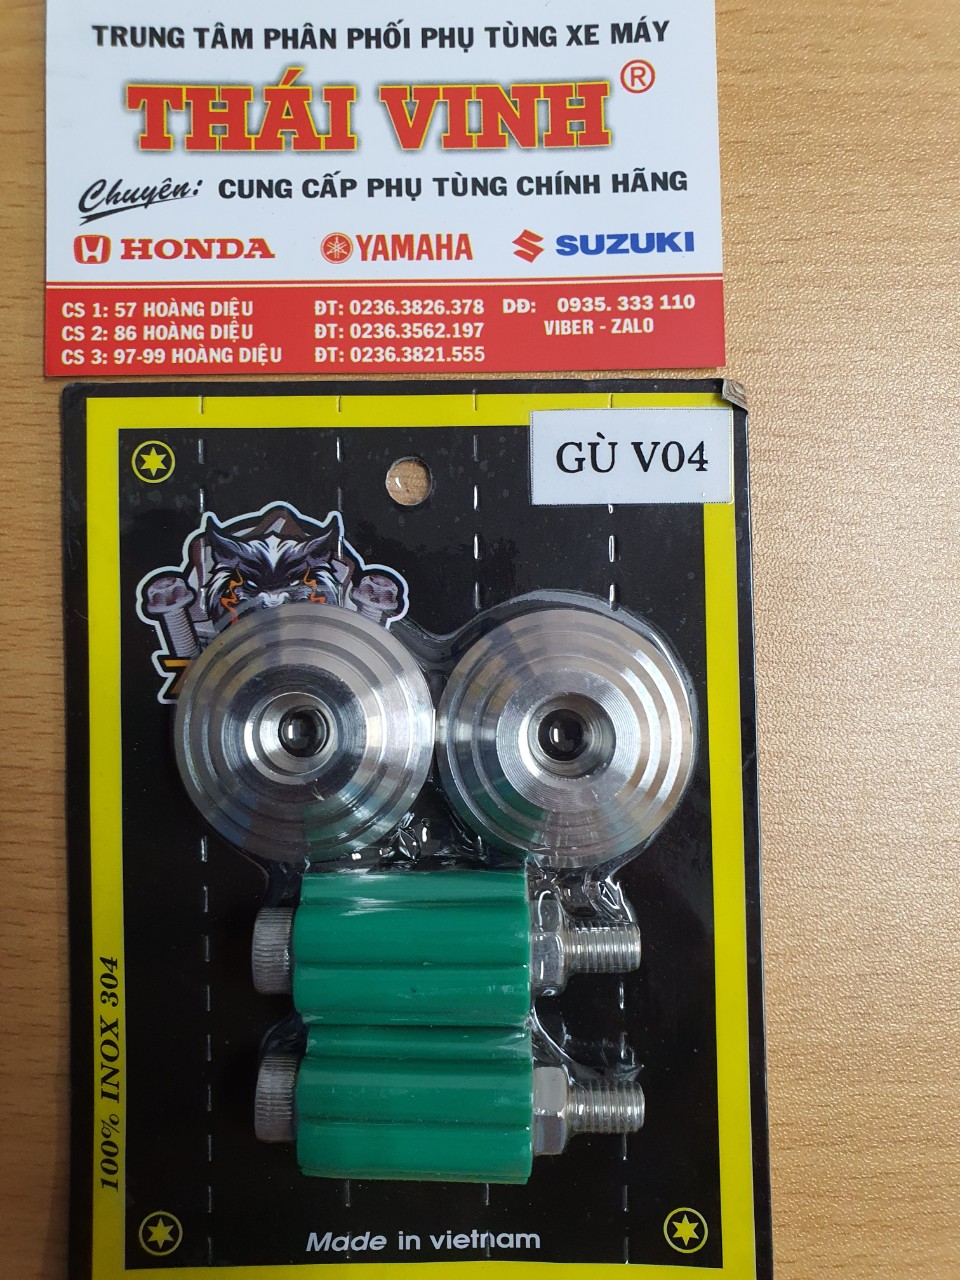 TRUNG TÂM PHÂN PHỐI PHỤ TÙNG XE MÁY
THÁI VINH ®
Chuyên: CUNG CẤP PHỤ TÙNG CHÍNH HÃNG
HONDA YAMAHA SUZUKI
CS 1: 57 HOÀNG DIỆU ĐT: 0236.3826.378 DĐ: 0935. 333 110
CS 2: 86 HOÀNG DIỆU ĐT: 0236.3562.197 VIBER - ZALO
CS 3: 97-99 HOÀNG DIỆU ĐT: 0236.3821.555
GÙ V04
100% INOX 304
Made in vietnam